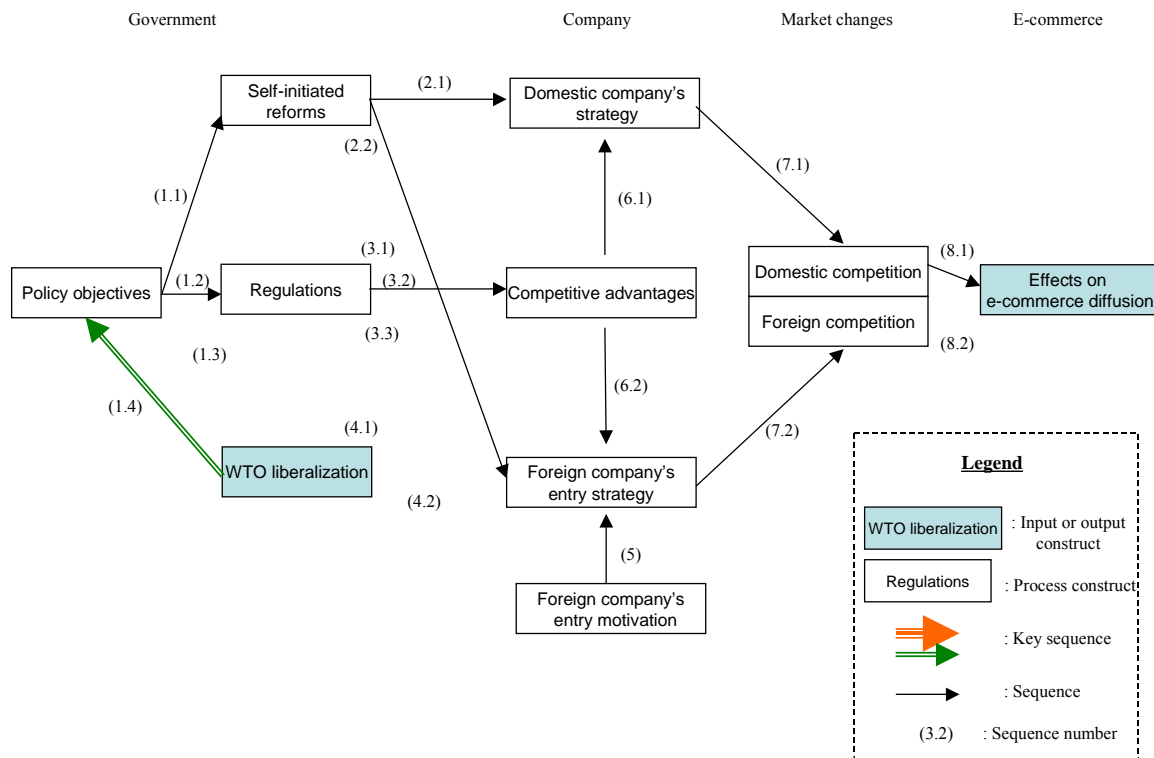 Government
Company
Market changes
E-commerce
Self-initiated
reforms
(2.1)
Domestic company's
strategy
(2.2)
(7.1)
(1.1)
(6.1)
(3.1)
(8.1)
Policy objectives
(1.2)
Regulations
(3.2)
Competitive advantages
Domestic competition
Foreign competition
Effects on
e-commerce diffusion
(3.3)
(8.2)
(1.3)
(6.2)
(1.4)
(4.1)
(7.2)
WTO liberalization
Foreign company's
entry strategy
(4.2)
(5)
Foreign company's
entry motivation
Legend
WTO liberalization
: Input or output
construct
Regulations
: Process construct
: Key sequence
: Sequence
(3.2)
: Sequence number